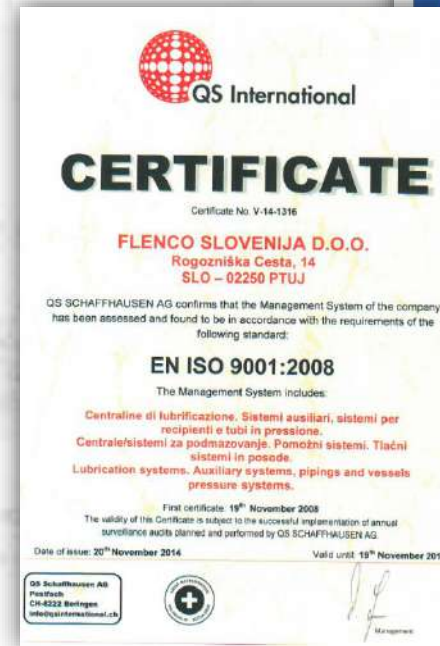 QS International
CERTIFICATE
Certificate No. V-14-1316
FLENCO SLOVENIJA D.O.O.
Rogozniška Cesta, 14
SLO – 02250 PTUJ
QS SCHAFFHAUSEN AG confirms that the Management System of the company
has been assessed and found to be in accordance with the requirements of the
following standard:
EN ISO 9001:2008
The Management System includes:
Centraline di lubrificazione. Sistemi ausiliari, sistemi per
recipienti e tubi in pressione.
Centrale/sistemi za podmazovanje. Pomožni sistemi. Tlačni
sistemi in posode.
Lubrication systems. Auxiliary systems, pipings and vessels
pressure systems.
First certificate: 19th November 2008
The validity of this Certificate is subject to the successful implementation of annual
surveillance audits planned and performed by QS SCHAFFHAUSEN AG.
Date of issue: 20th November 2014
Valid until: 19th November 201
QS Schaffhausen AG
Postfach
CH-8222 Beringen
info@qsinternational.ch
Management